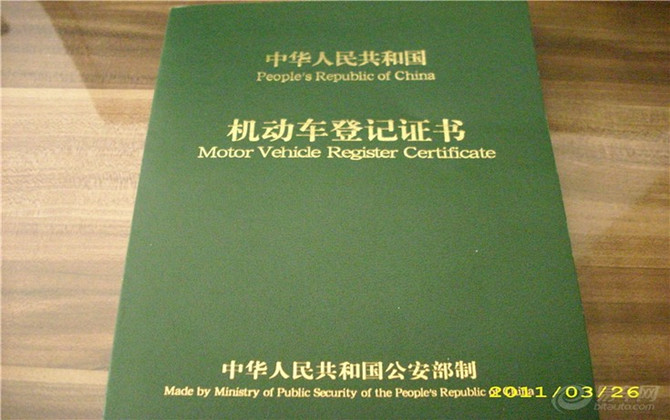 中华人民共和国
People's Republic of China
机动车登记证书
Motor Vehicle Register Certificate
中华人民共和国公安部制
Made by Ministry of Public Security of the People's Republic of China
2011/03/26
pitauto.com